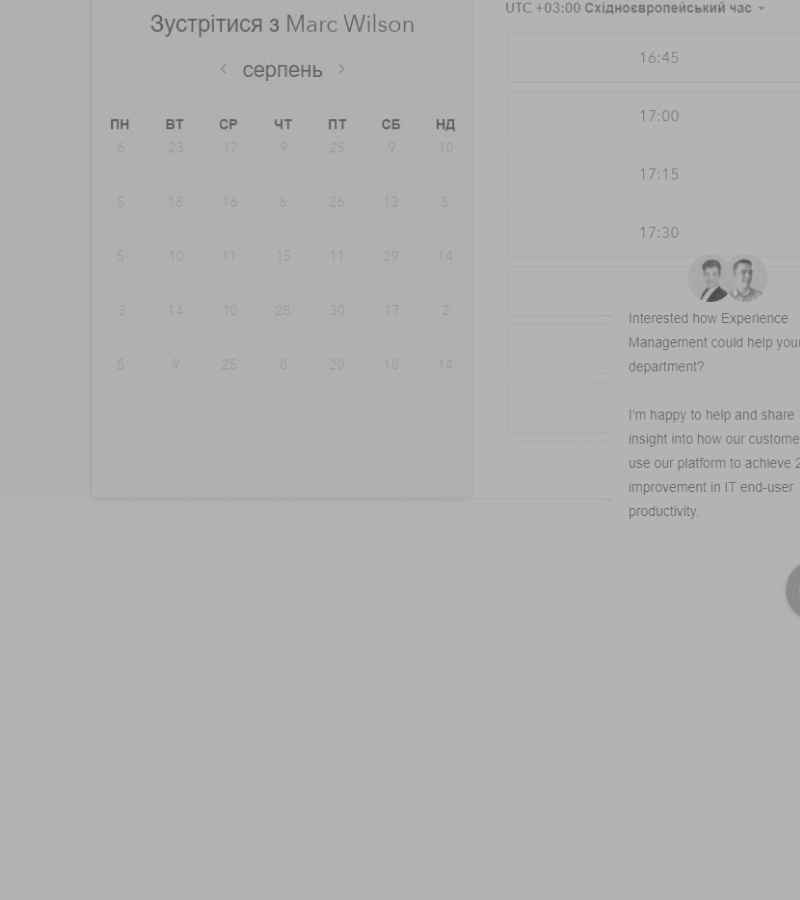 Зустрітися з Marc Wilson
серпень
ПН ВТ СР ЧТ ПТ СБ НД
6 23 17 9 25 9 10
5 18 16 6 26 13 5
5 10 11 15 11 29 14
3 14 10 28 30 17 2
5 9 25 8 20 18 14
UTC +03:00 Східноєвропейський час
16:45
17:00
17:15
17:30
Interested how Experience
Management could help your
department?
I'm happy to help and share
insight into how our custome
use our platform to achieve 2
improvement in IT end-user
productivity.